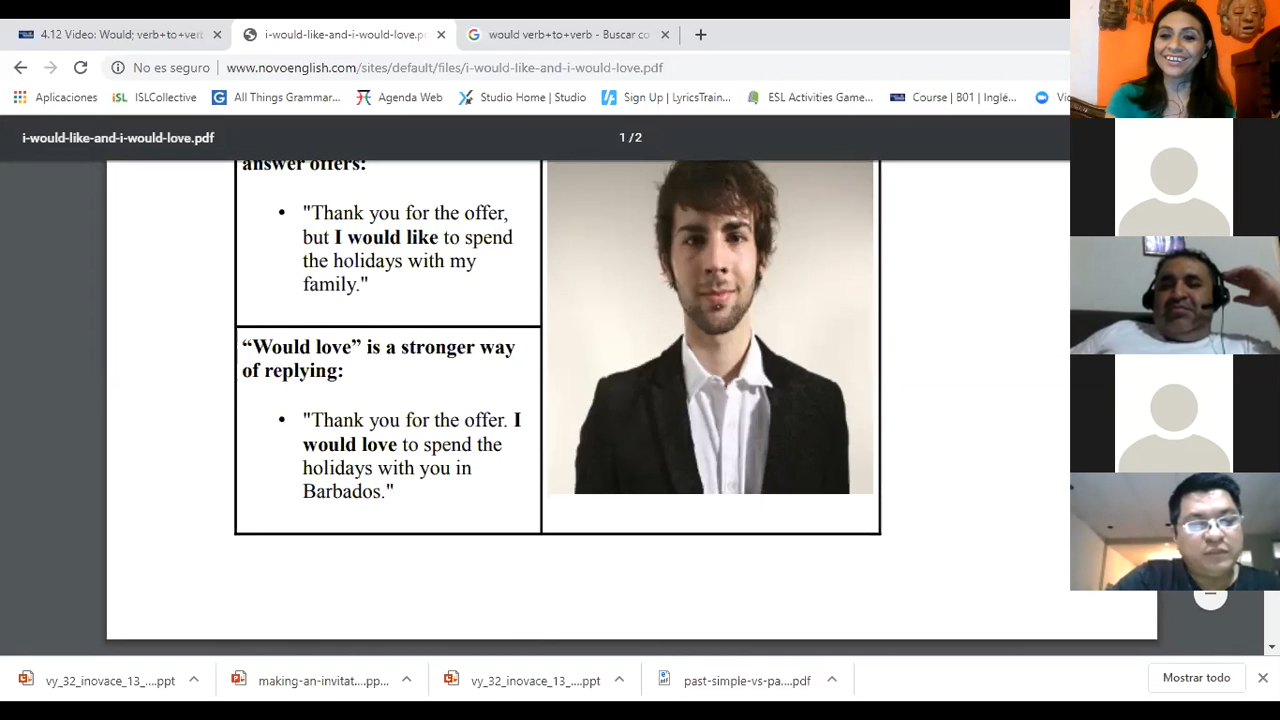 4.12 Video: Would; verb+to+verb
i-would-like-and-i-would-love.pd
would verb+to+verb - Buscar co
No es seguro
www.novoenglish.com/sites/default/files/i-would-like-and-i-would-love.pdf
Aplicaciones
iSL ISLCollective
All Things Grammar...
Agenda Web
Studio Home | Studio
Sign Up | LyricsTrain...
ESL Activities Game...
Course | B01 | Inglé...
Vi
i-would-like-and-i-would-love.pdf
1 / 2
answer offers:
• "Thank you for the offer,
but I would like to spend
the holidays with my
family."
“Would love” is a stronger way
of replying:
• "Thank you for the offer. I
would love to spend the
holidays with you in
Barbados."
vy_32_inovace_13_....ppt
making-an-invitat....pp...
vy_32_inovace_13_....ppt
past-simple-vs-pa....pdf
Mostrar todo